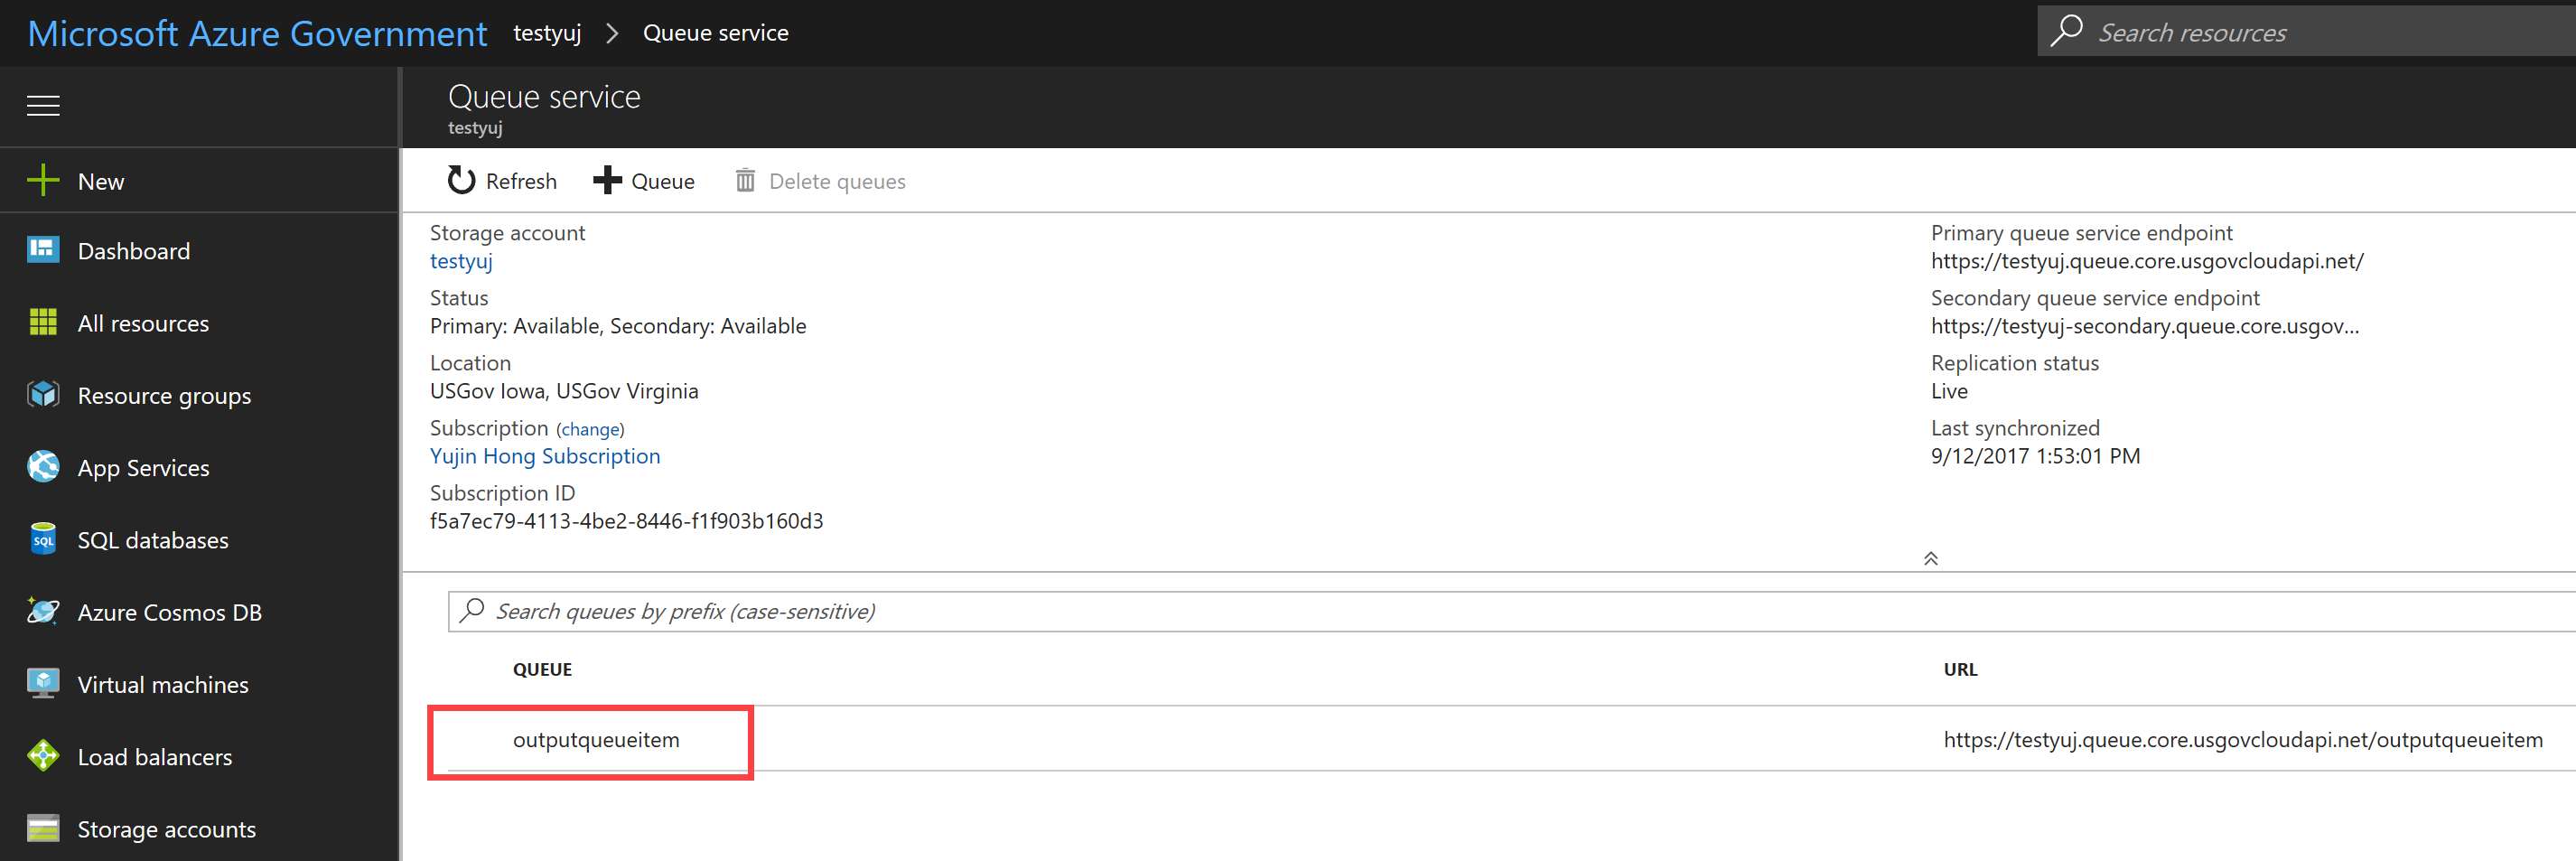 Microsoft Azure Government testyuj > Queue service
Search resources
Queue service
testyuj
New
Dashboard
All resources
Resource groups
App Services
SQL databases
SQL
Azure Cosmos DB
Virtual machines
Load balancers
Storage accounts
Refresh Queue Delete queues
Storage account
testyuj
Status
Primary: Available, Secondary: Available
Location
USGov Iowa, USGov Virginia
Subscription (change)
Yujin Hong Subscription
Subscription ID
f5a7ec79-4113-4be2-8446-f1f903b160d3
Primary queue service endpoint
https://testyuj.queue.core.usgovcloudapi.net/
Secondary queue service endpoint
https://testyuj-secondary.queue.core.usgov...
Replication status
Live
Last synchronized
9/12/2017 1:53:01 PM
Search queues by prefix (case-sensitive)
QUEUE URL
outputqueueitem https://testyuj.queue.core.usgovcloudapi.net/outputqueueitem